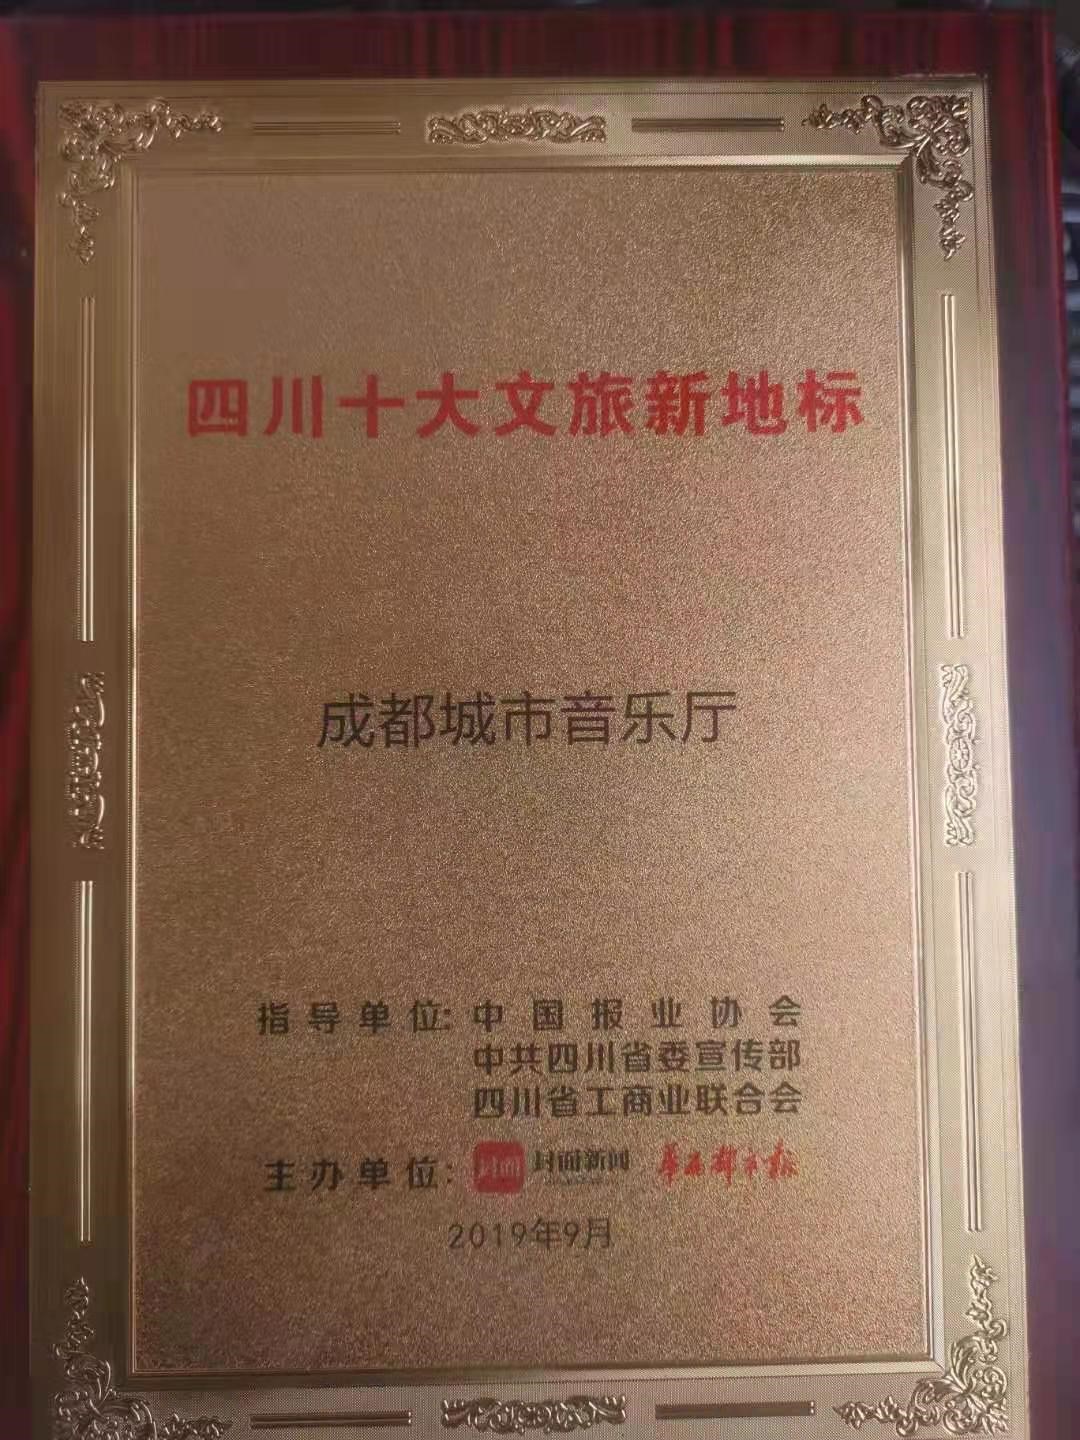 四川十大文旅新地标
成都城市音乐厅
指导单位:中国报业协会
中共四川省委宣传部
四川省工商业联合会
主办单位:封面 封面新闻 华西都市报
2019年9月